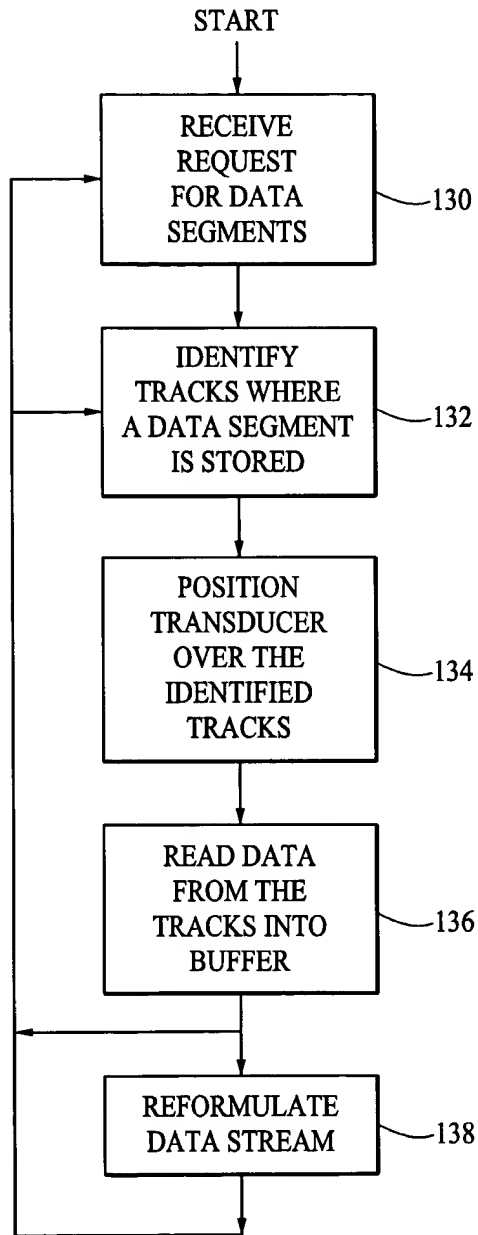 START
RECEIVE
REQUEST
FOR DATA
SEGMENTS
130
IDENTIFY
TRACKS WHERE
A DATA SEGMENT
IS STORED
132
POSITION
TRANSDUCER
OVER THE
IDENTIFIED
TRACKS
134
READ DATA
FROM THE
TRACKS INTO
BUFFER
136
REFORMULATE
DATA STREAM
138